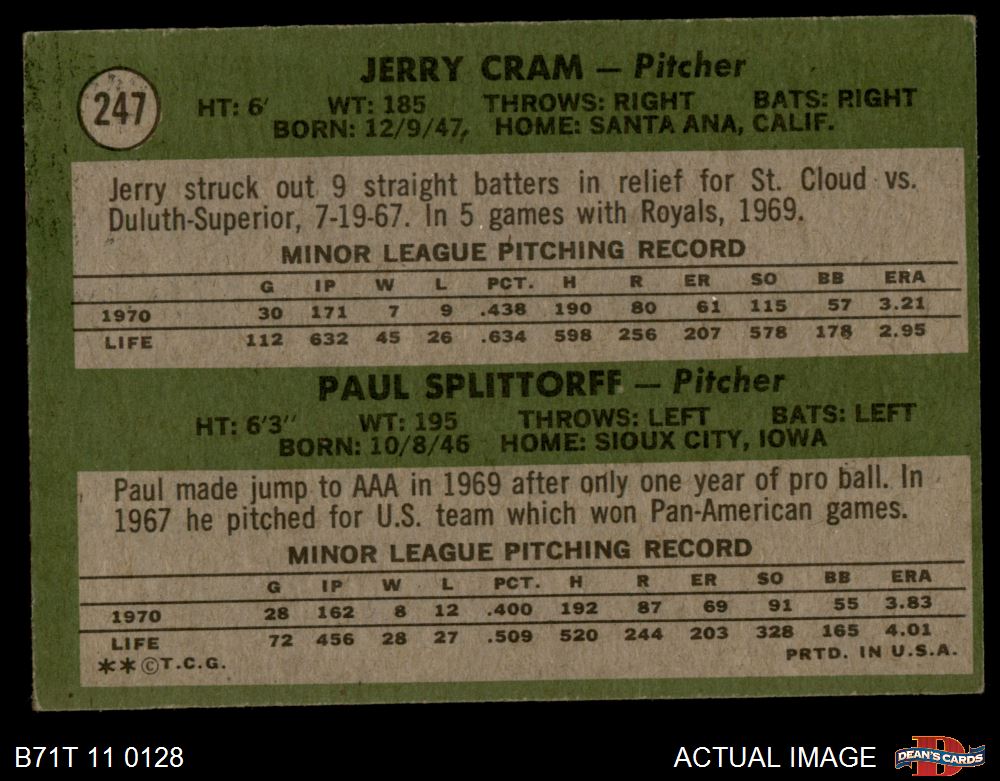 247
JERRY CRAM — Pitcher
HT: 6' WT: 185 THROWS: RIGHT BATS: RIGHT
BORN: 12/9/47, HOME: SANTA ANA, CALIF.
Jerry struck out 9 straight batters in relief for St. Cloud vs.
Duluth-Superior, 7-19-67. In 5 games with Royals, 1969.
MINOR LEAGUE PITCHING RECORD
G IP W L PCT. H R ER SO BB ERA
1970 30 171 7 9 .438 190 80 61 115 57 3.21
LIFE 112 632 45 26 .634 598 256 207 578 178 2.95
PAUL SPLITTORFF — Pitcher
HT: 6'3" WT: 195 THROWS: LEFT BATS: LEFT
BORN: 10/8/46 HOME: SIOUX CITY, IOWA
Paul made jump to AAA in 1969 after only one year of pro ball. In
1967 he pitched for U.S. team which won Pan-American games.
MINOR LEAGUE PITCHING RECORD
G IP W L PCT. H R ER SO BB ERA
1970 28 162 8 12 .400 192 87 69 91 55 3.83
LIFE 72 456 28 27 .509 520 244 203 328 165 4.01
**©T.C.G. PRTD. IN U.S.A.
B71T 11 0128 ACTUAL IMAGE D DEAN'S CARDS